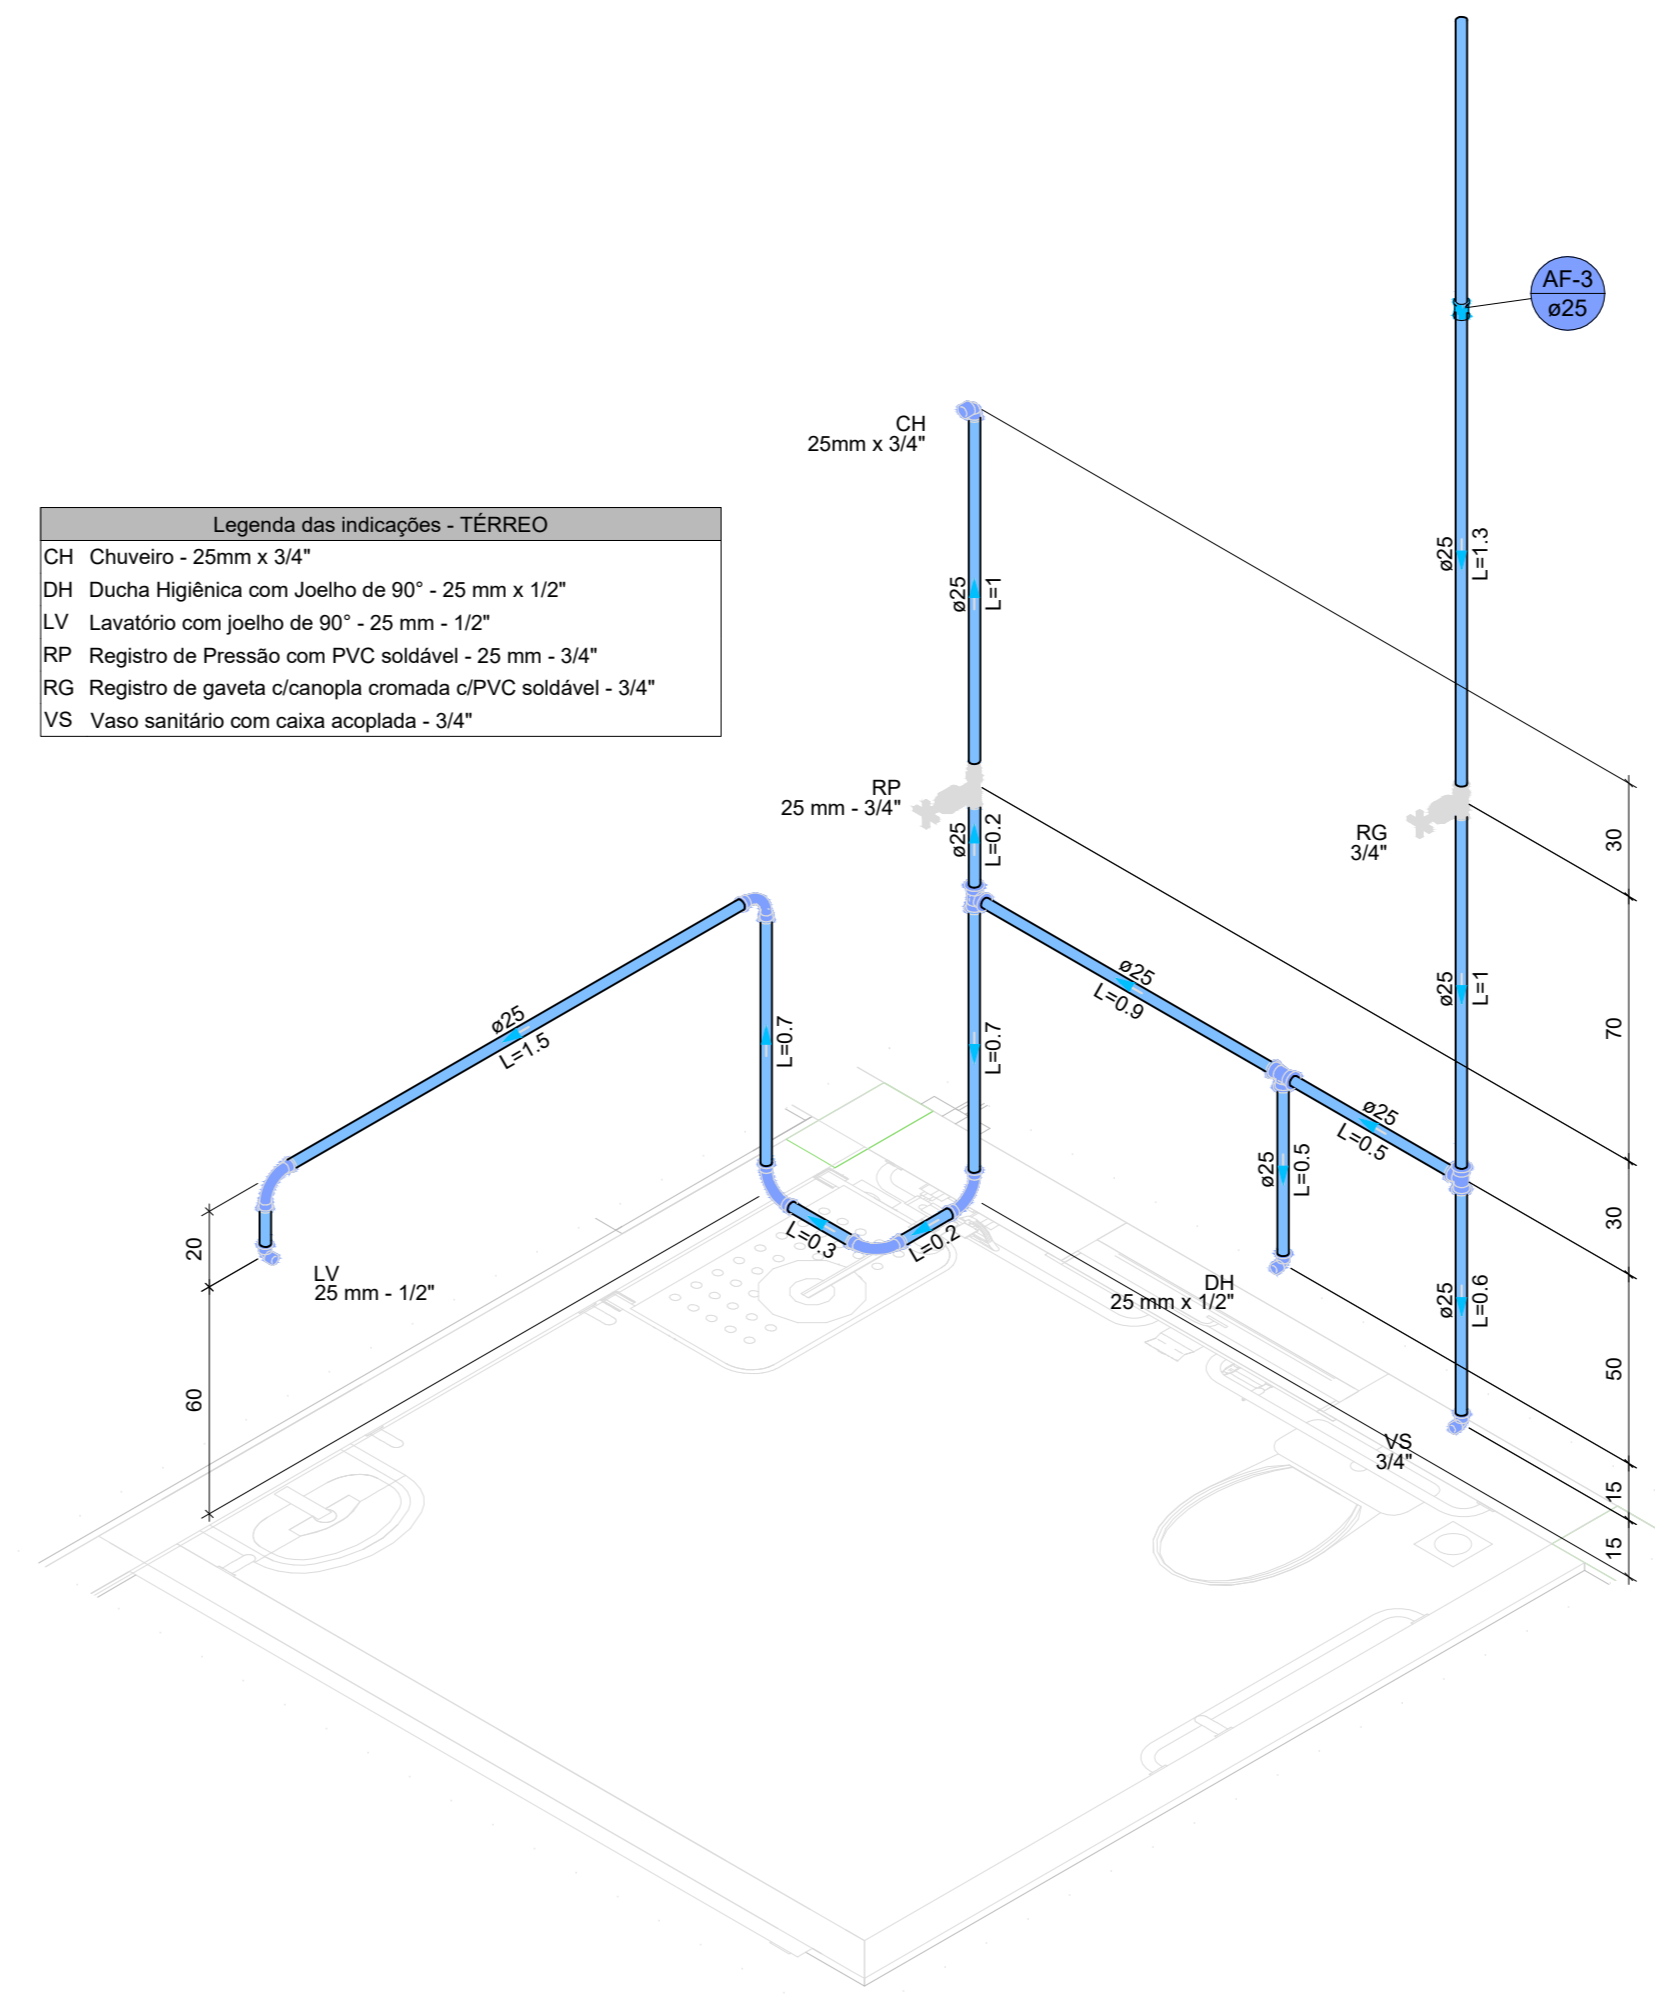 AF-3
ø25
CH
25mm x 3/4"
Legenda das indicações - TÉRREO
CH Chuveiro - 25mm x 3/4"
DH Ducha Higiênica com Joelho de 90° - 25 mm x 1/2"
LV Lavatório com joelho de 90° - 25 mm - 1/2"
RP Registro de Pressão com PVC soldável - 25 mm - 3/4"
RG Registro de gaveta c/canopla cromada c/PVC soldável - 3/4"
VS Vaso sanitário com caixa acoplada - 3/4"
ø25
L=1.3
ø25
L=1
RP
25 mm - 3/4"
ø25
L=0.2
RG
3/4"
30
ø25
L=1.5
L=0.7
L=0.7
ø25
L=0.9
ø25
L=1
70
ø25
L=0.5
ø25
L=0.5
30
L=0.3
L=0.2
20
LV
25 mm - 1/2"
DH
25 mm x 1/2"
ø25
L=0.6
50
60
VS
3/4"
15
15